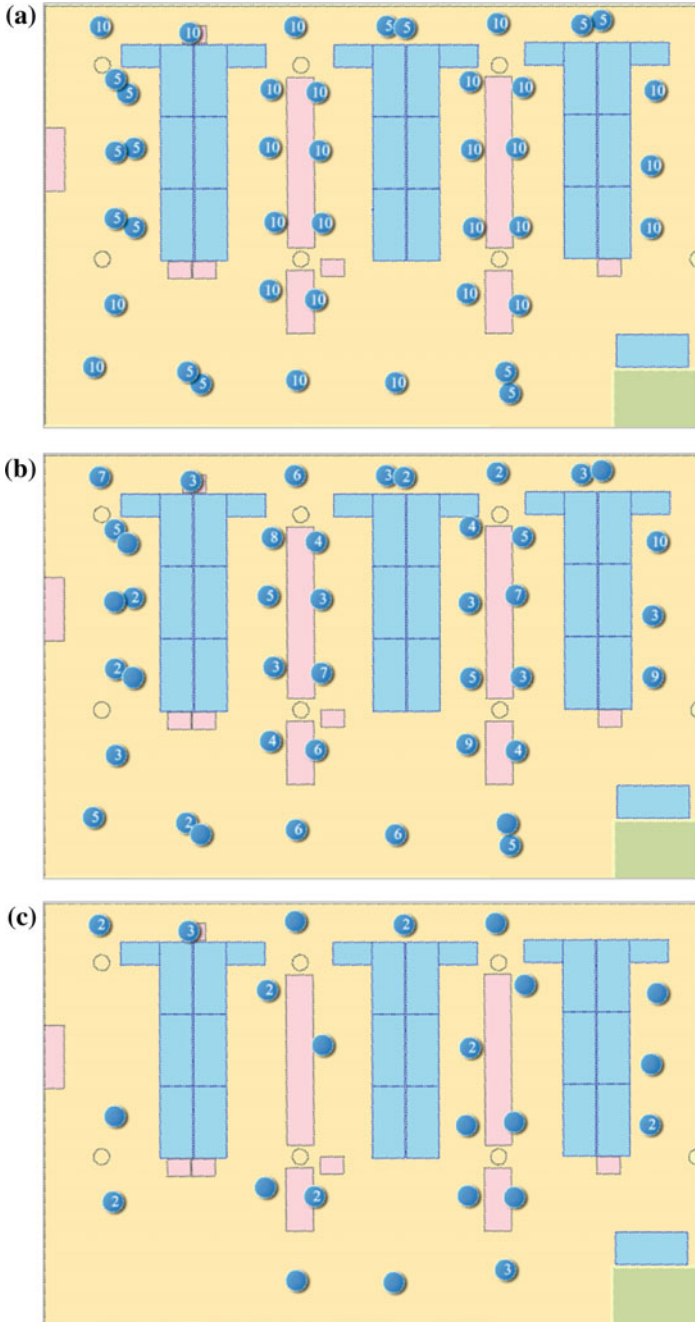 (a)
10 10 10 5 5 10 5 5
5 5 10 10 10 10 10
5 5 10 10 10 10 10
5 5 10 10 10 10 10
10 10 10 10 10
10 5 5 10 10 5 5
(b)
7 3 6 3 2 2 3
5 8 4 4 5 10
2 5 3 3 7 3
2 3 7 5 3 9
3 4 6 9 4
5 2 6 6 5
(c)
2 3 2
2
2
2
2 2
3